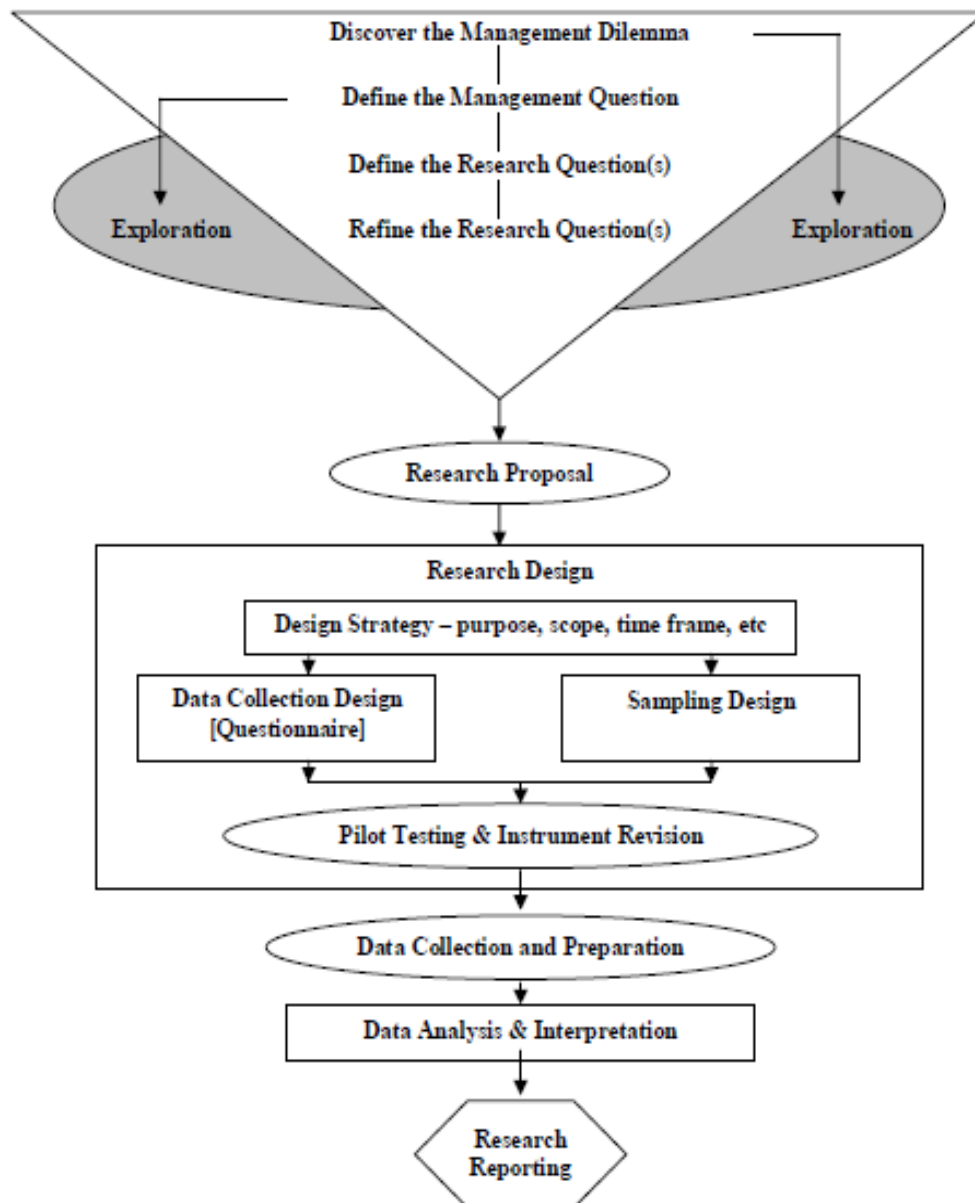 Discover the Management Dilemma
Define the Management Question
Define the Research Question(s)
Refine the Research Question(s)
Exploration
Exploration
Research Proposal
Research Design
Design Strategy – purpose, scope, time frame, etc
Data Collection Design
[Questionnaire]
Sampling Design
Pilot Testing & Instrument Revision
Data Collection and Preparation
Data Analysis & Interpretation
Research
Reporting